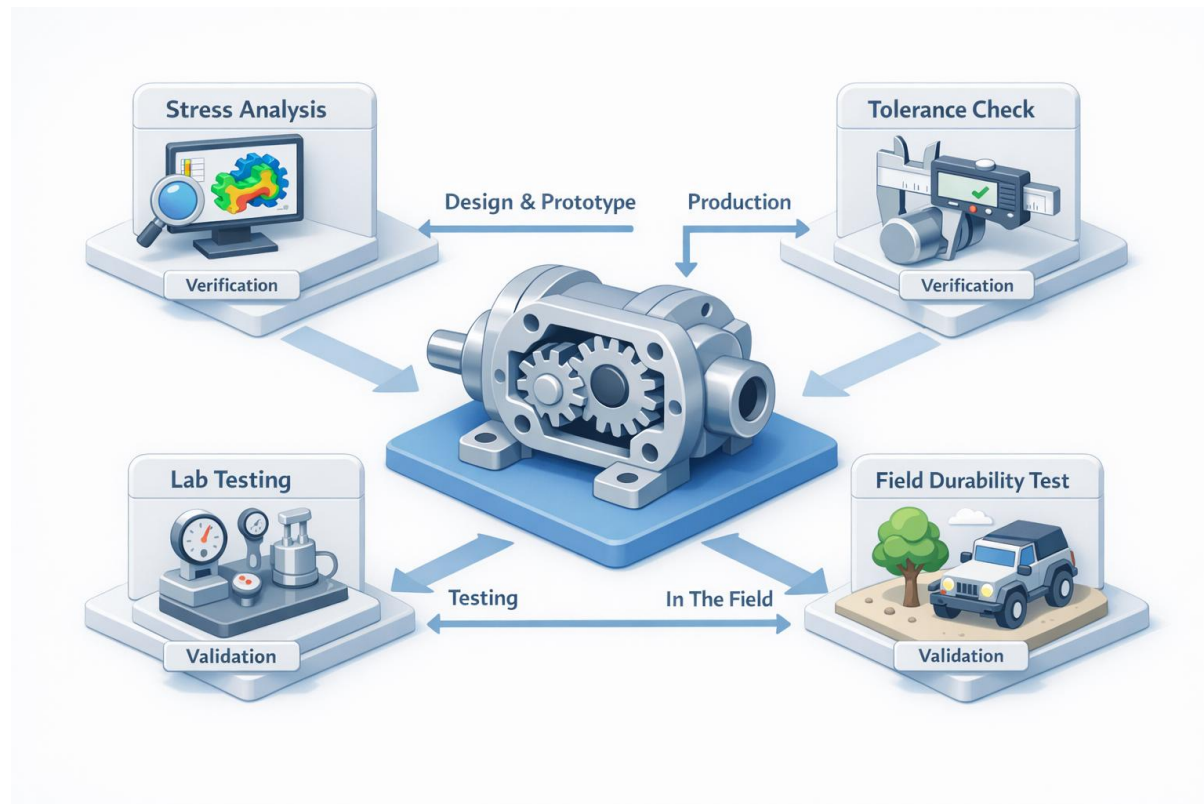 Stress Analysis
Tolerance Check
Design & Prototype
Production
Verification
Verification
Lab Testing
Field Durability Test
Testing
In The Field
Validation
Validation